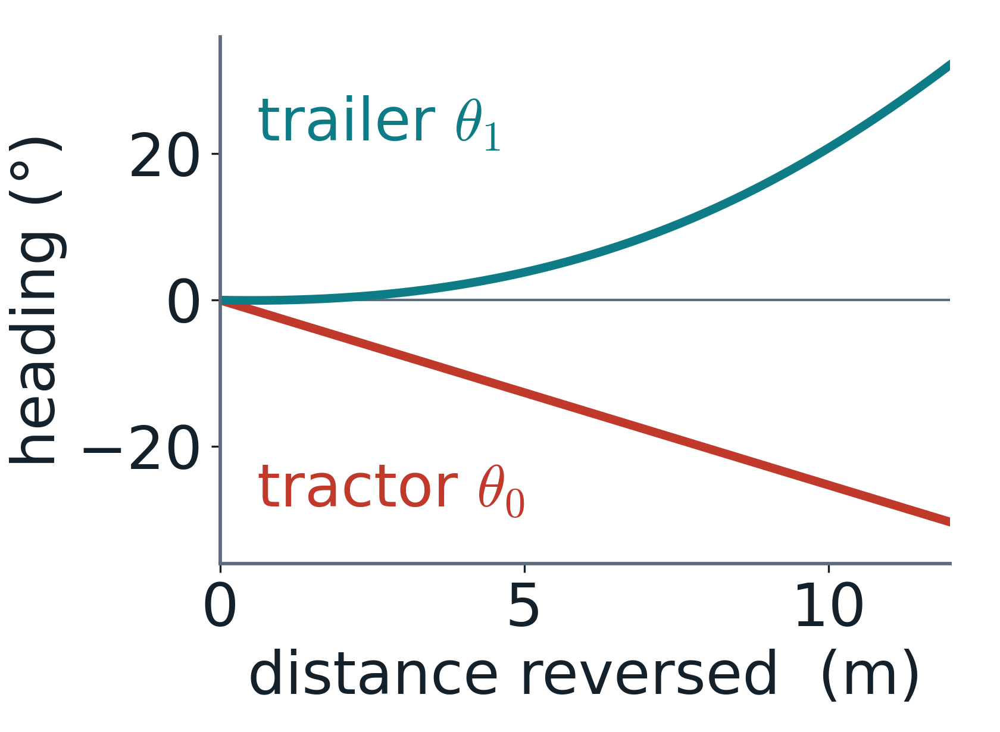 heading (°)
trailer θ₁
20
0
−20
tractor θ₀
0 5 10
distance reversed (m)